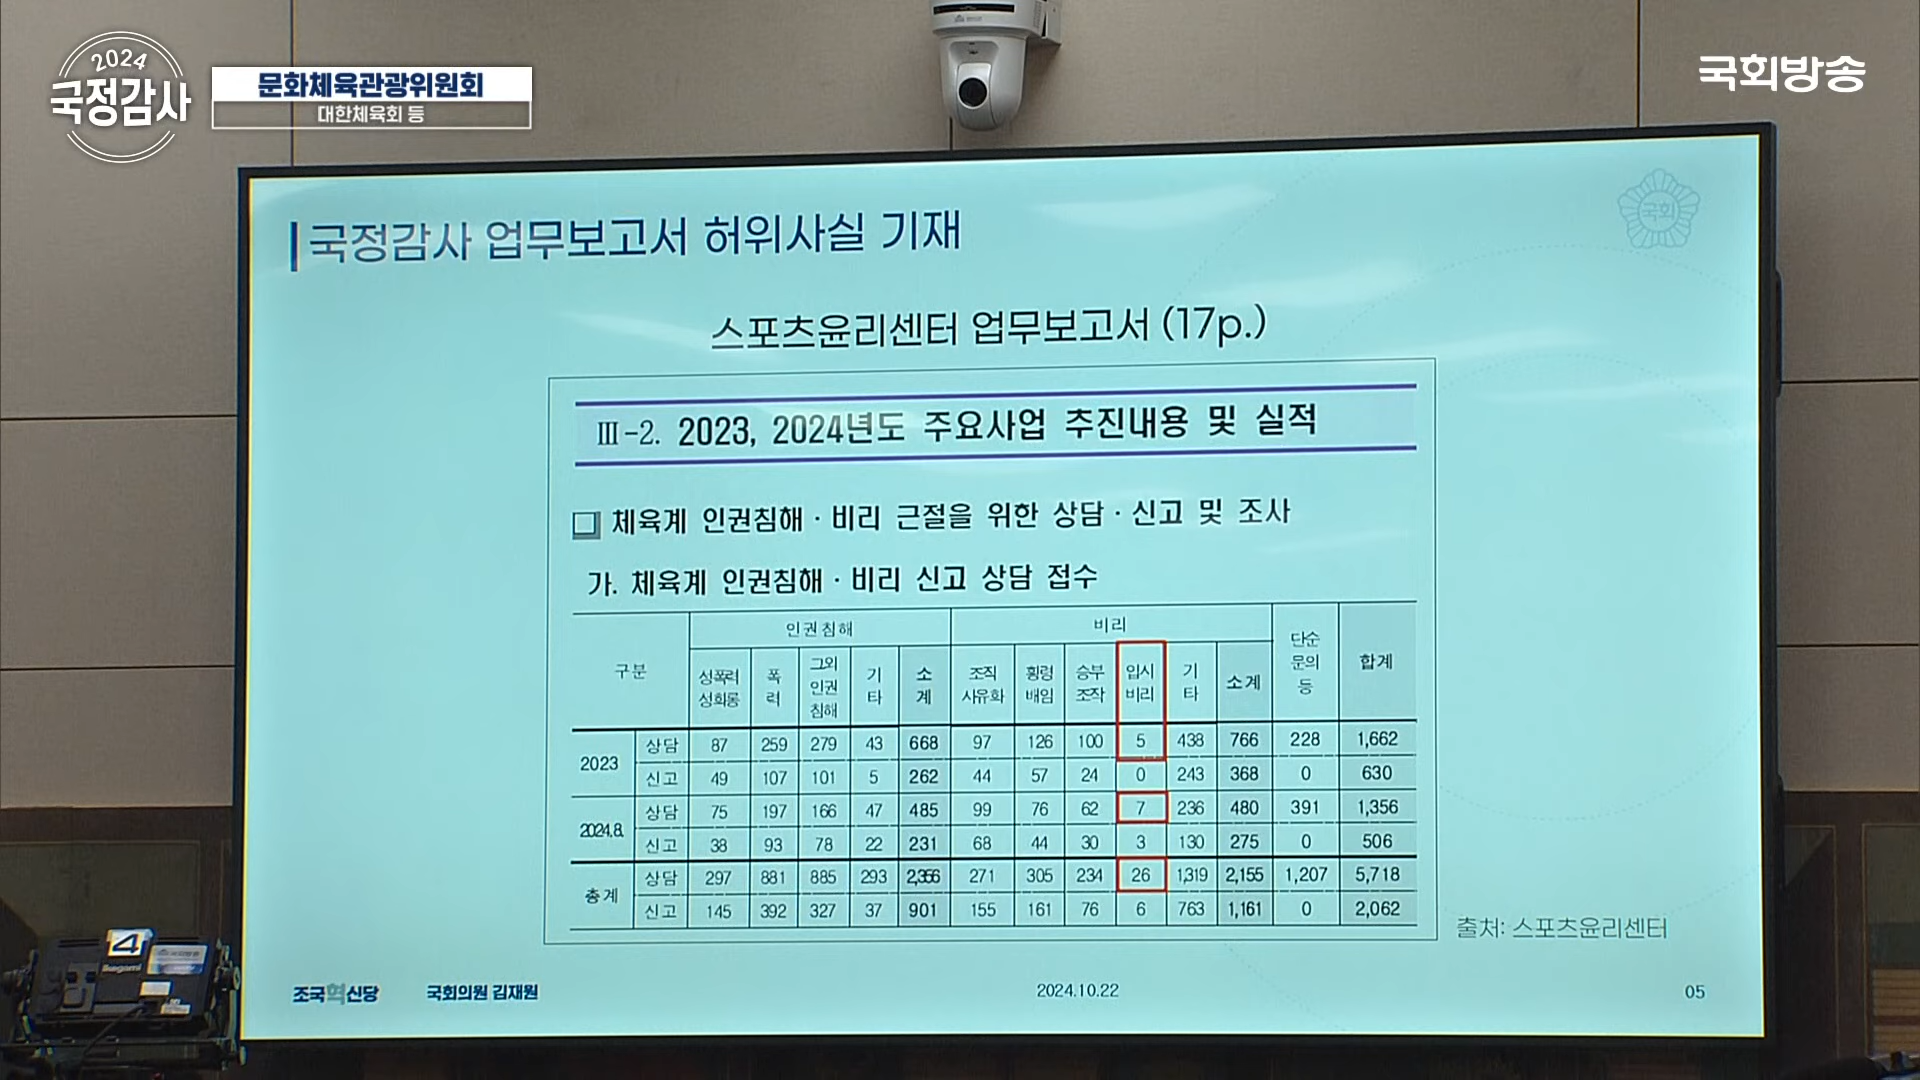 2024
국정감사
문화체육관광위원회
대한체육회 등
국회방송
국회
국정감사 업무보고서 허위사실 기재
스포츠윤리센터 업무보고서 (17p.)
Ⅲ-2. 2023, 2024년도 주요사업 추진내용 및 실적
체육계 인권침해·비리 근절을 위한 상담·신고 및 조사
가. 체육계 인권침해·비리 신고 상담 접수
구분 인권침해 비리 단순 문의 등 합계
성폭력 성희롱 폭력 그외 인권 침해 기타 소계 조직 사유화 횡령 배임 승부 조작 입시 비리 기타 소계
2023 상담 87 259 279 43 668 97 126 100 5 438 766 228 1,662
신고 49 107 101 5 262 44 57 24 0 243 368 0 630
2024.8. 상담 75 197 166 47 485 99 76 62 7 236 480 391 1,356
신고 38 93 78 22 231 68 44 30 3 130 275 0 506
총계 상담 297 881 885 293 2,356 271 305 234 26 1,319 2,155 1,207 5,718
신고 145 392 327 37 901 155 161 76 6 763 1,161 0 2,062
출처: 스포츠윤리센터
조국혁신당 국회의원 김재원 2024.10.22 05
4
Ikegami